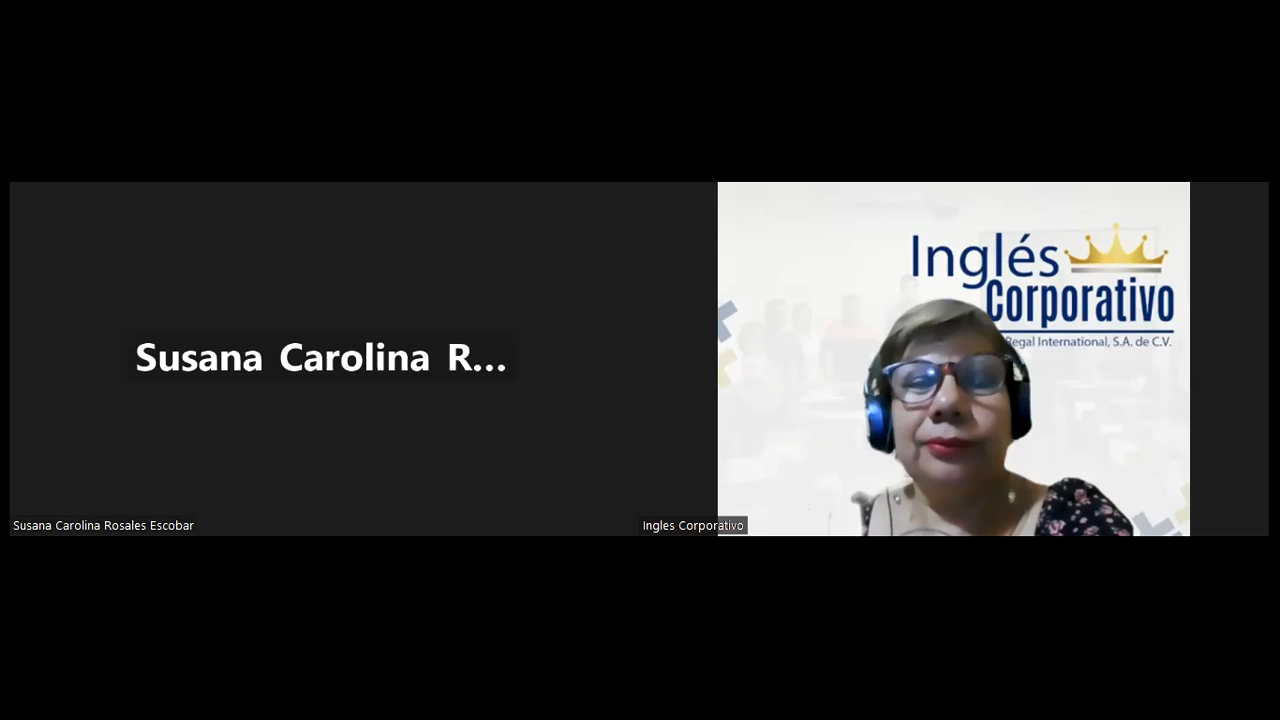 Susana Carolina R...
Susana Carolina Rosales Escobar
Inglés
Corporativo
Regal International, S.A. de C.V.
Ingles Corporativo